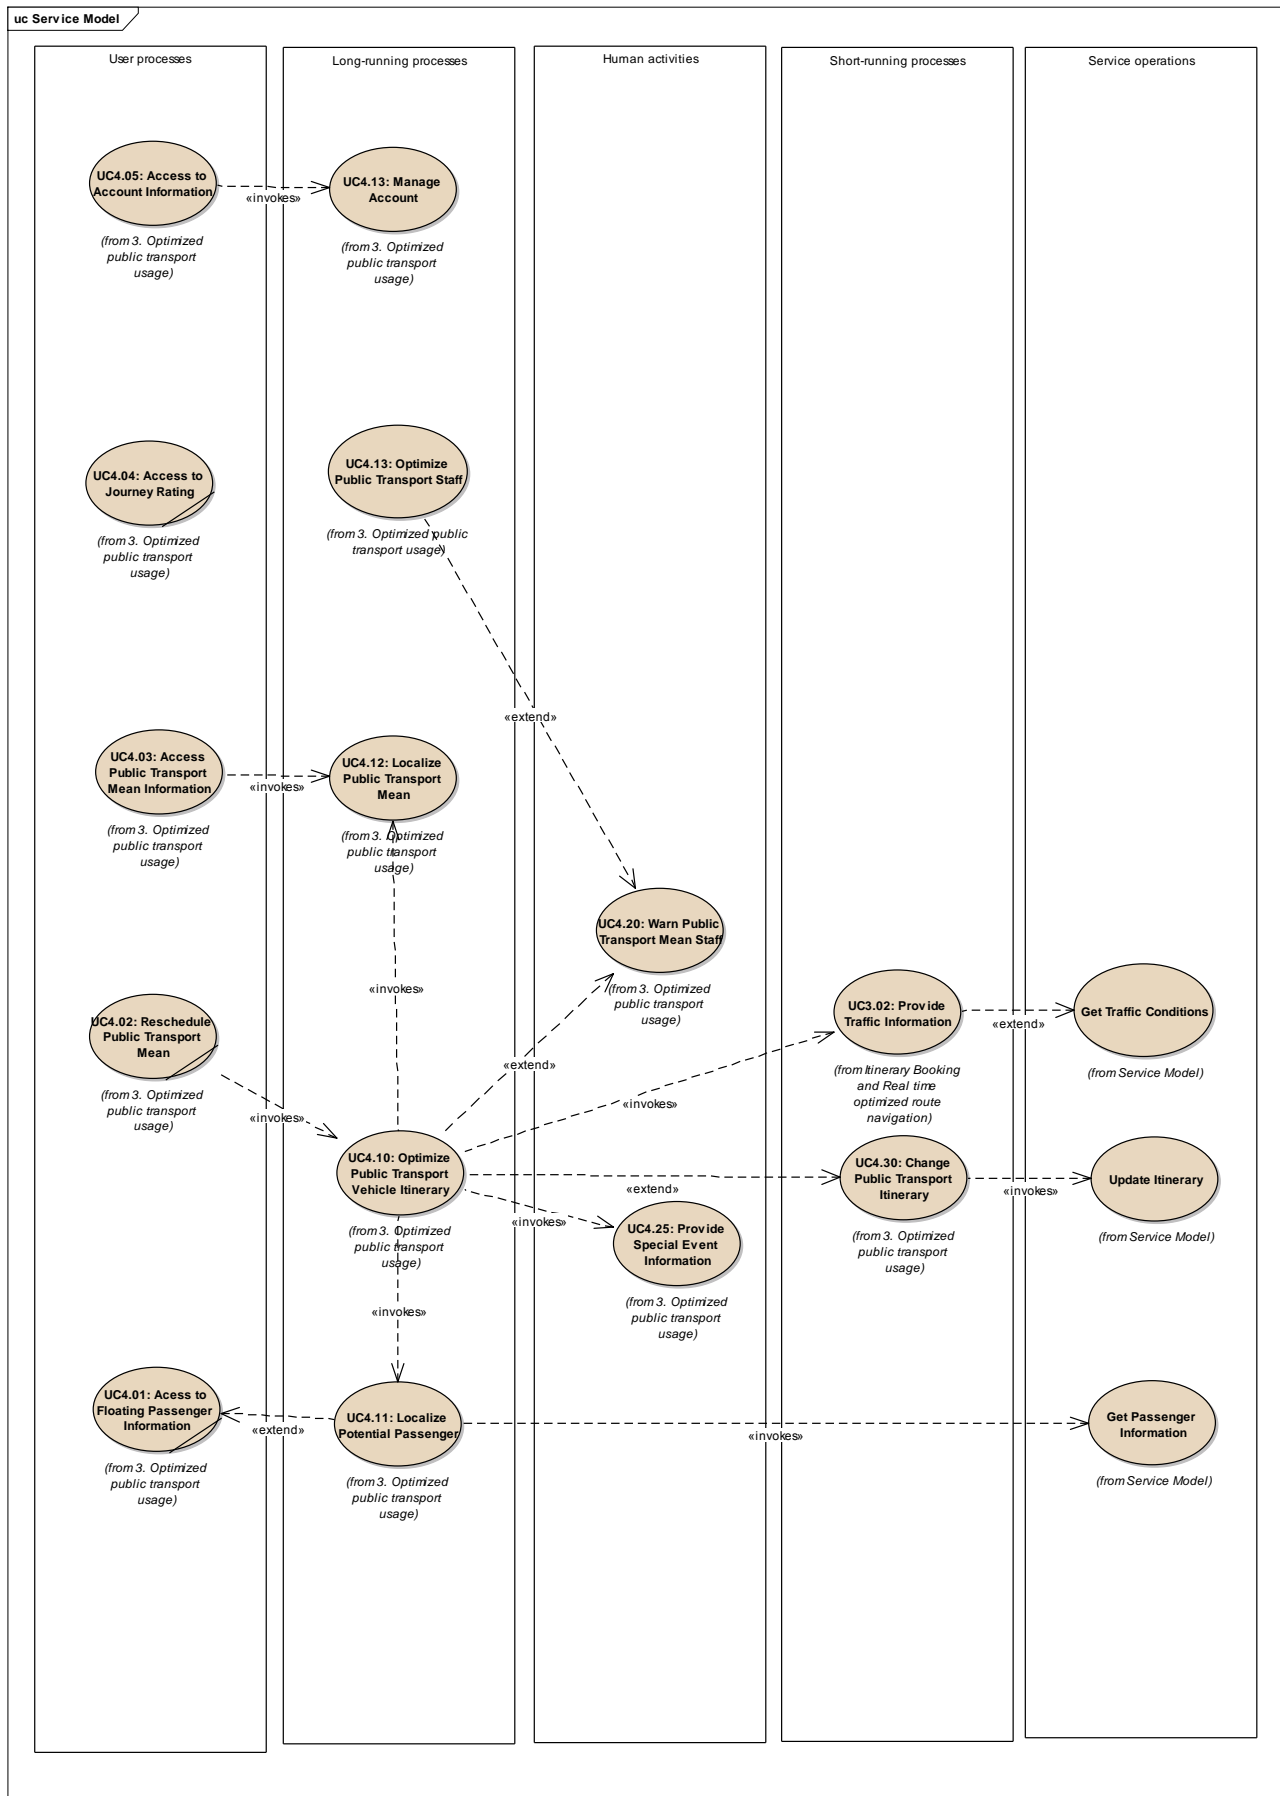 uc Service Model
User processes
Long-running processes
Human activities
Short-running processes
Service operations
UC4.05: Access to
Account Information
(from 3. Optimized
public transport
usage)
«invokes»
UC4.13: Manage
Account
(from 3. Optimized
public transport
usage)
UC4.04: Access to
Journey Rating
(from 3. Optimized
public transport
usage)
UC4.13: Optimize
Public Transport Staff
(from 3. Optimized public
transport usage)
«extend»
UC4.03: Access
Public Transport
Mean Information
(from 3. Optimized
public transport
usage)
«invokes»
UC4.12: Localize
Public Transport
Mean
(from 3. Optimized
public transport
usage)
«invokes»
UC4.20: Warn Public
Transport Mean Staff
(from 3. Optimized
public transport
usage)
«extend»
UC4.02: Reschedule
Public Transport
Mean
(from 3. Optimized
public transport
usage)
«invokes»
UC3.02: Provide
Traffic Information
(from Itinerary Booking
and Real time
optimized route
navigation)
«invokes»
«extend»
Get Traffic Conditions
(from Service Model)
UC4.10: Optimize
Public Transport
Vehicle Itinerary
(from 3. Optimized
public transport
usage)
«extend»
«invokes»
UC4.25: Provide
Special Event
Information
(from 3. Optimized
public transport
usage)
UC4.30: Change
Public Transport
Itinerary
(from 3. Optimized
public transport
usage)
«invokes»
Update Itinerary
(from Service Model)
«invokes»
UC4.01: Acess to
Floating Passenger
Information
(from 3. Optimized
public transport
usage)
«extend»
UC4.11: Localize
Potential Passenger
(from 3. Optimized
public transport
usage)
«invokes»
Get Passenger
Information
(from Service Model)